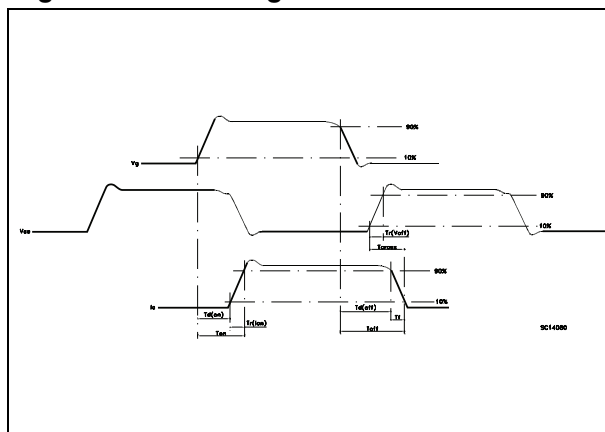 90%
10%
Vg
90%
Vce
10%
Tr(Voff)
Tcross
90%
Ic
10%
Td(on)
Td(off)
Tf
Tr(Ion)
Ton
Toff
SC14080